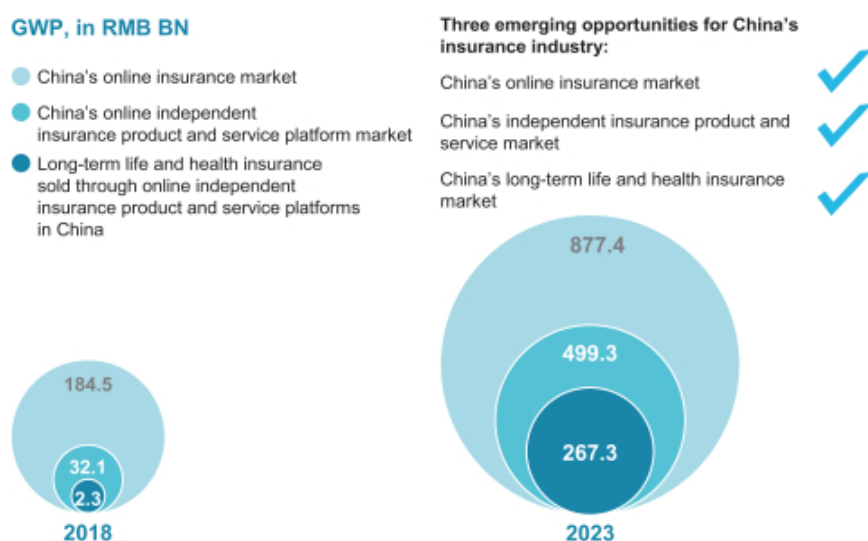 GWP, in RMB BN
China's online insurance market
China's online independent
insurance product and service platform market
Long-term life and health insurance
sold through online independent
insurance product and service platforms
in China
Three emerging opportunities for China's
insurance industry:
China's online insurance market
China's independent insurance product and
service market
China's long-term life and health insurance
market
184.5
32.1
2.3
2018
877.4
499.3
267.3
2023